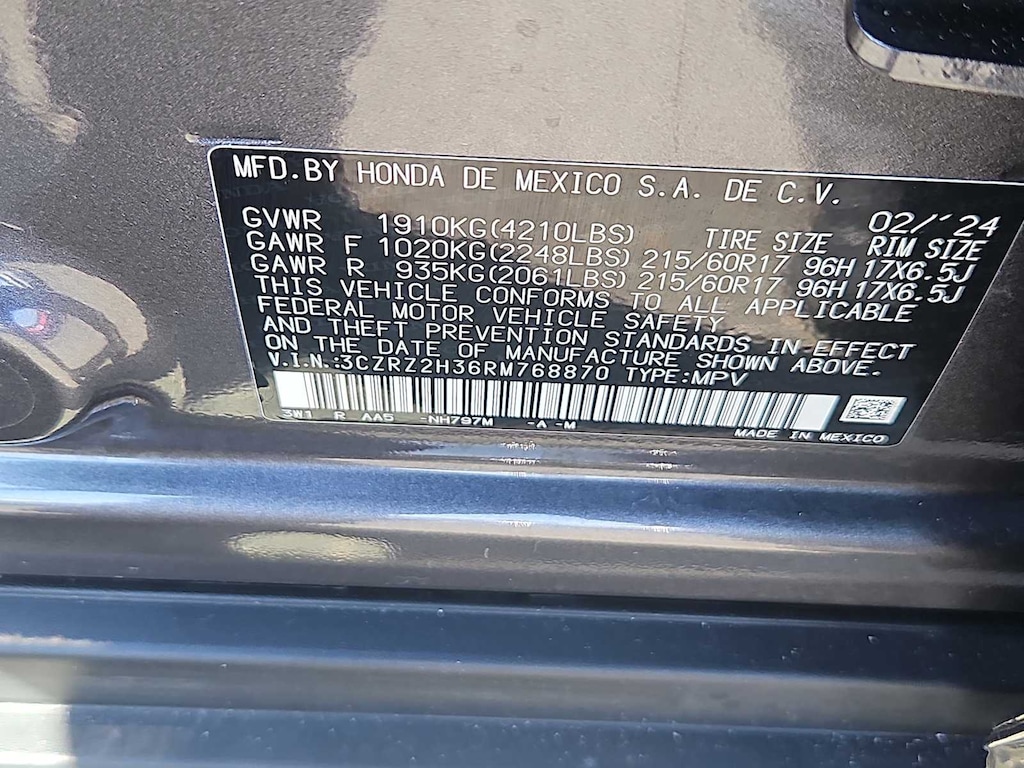 MFD.BY HONDA DE MEXICO S.A. DE C.V.
02/'24
GVWR 1910KG(4210LBS) TIRE SIZE RIM SIZE
GAWR F 1020KG(2248LBS) 215/60R17 96H 17X6.5J
GAWR R 935KG(2061LBS) 215/60R17 96H 17X6.5J
THIS VEHICLE CONFORMS TO ALL APPLICABLE
FEDERAL MOTOR VEHICLE SAFETY
AND THEFT PREVENTION STANDARDS IN EFFECT
ON THE DATE OF MANUFACTURE SHOWN ABOVE.
V.I.N.:3CZRZ2H36RM768870 TYPE:MPV
3W1 R AA5 -NH797M -A -M
MADE IN MEXICO